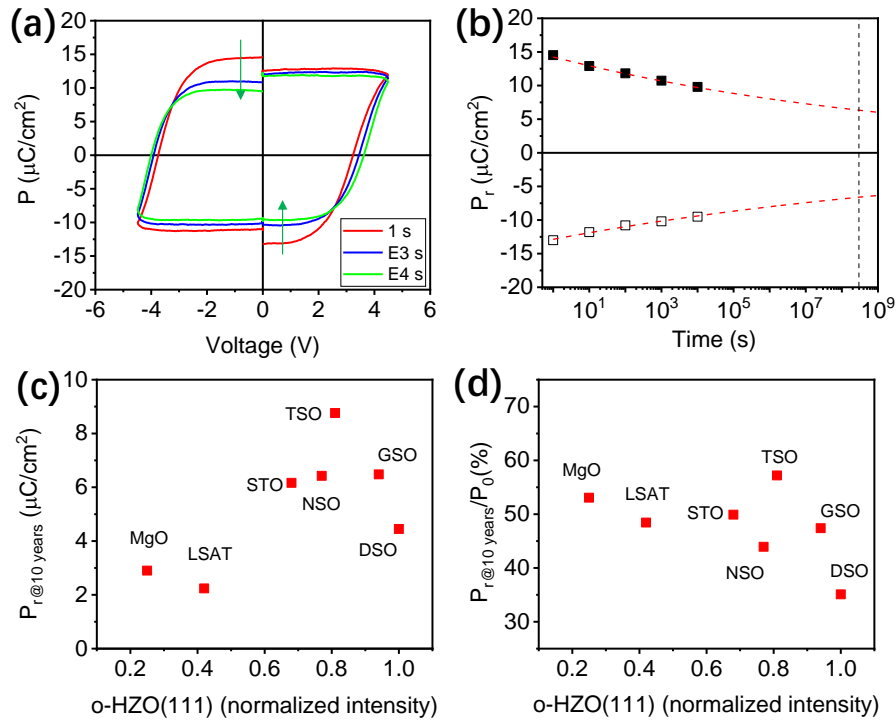 (a)
20
15
10
5
0
-5
-10
-15
-20
P (μC/cm²)
1 s
E3 s
E4 s
-6 -4 -2 0 2 4 6
Voltage (V)
(b)
20
15
10
5
0
-5
-10
-15
-20
Pᵣ (μC/cm²)
10¹ 10³ 10⁵ 10⁷ 10⁹
Time (s)
(c)
10
8
6
4
2
0
Pᵣ @10 years (μC/cm²)
TSO
GSO
STO
NSO
DSO
MgO
LSAT
0.2 0.4 0.6 0.8 1.0
o-HZO(111) (normalized intensity)
(d)
70
60
50
40
30
Pᵣ@10 years/P₀(%)
TSO
MgO
LSAT
STO
GSO
NSO
DSO
0.2 0.4 0.6 0.8 1.0
o-HZO(111) (normalized intensity)